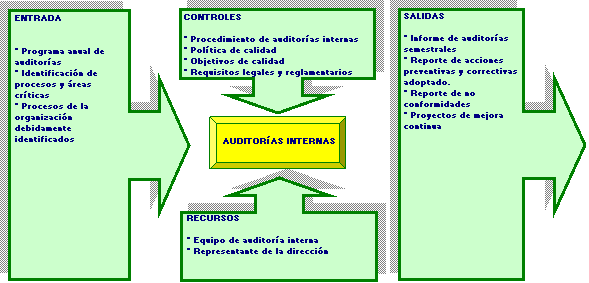 ENTRADA
* Programa anual de
auditorías
* Identificación de
procesos y áreas
críticas
* Procesos de la
organización
debidamente
identificados
CONTROLES
* Procedimiento de auditorías internas
* Política de calidad
* Objetivos de calidad
* Requisitos legales y reglamentarios
AUDITORÍAS INTERNAS
RECURSOS
* Equipo de auditoría interna
* Representante de la dirección
SALIDAS
* Informe de auditorías
semestrales
* Reporte de acciones
preventivas y correctivas
adoptado.
* Reporte de no
conformidades
* Proyectos de mejora
continua